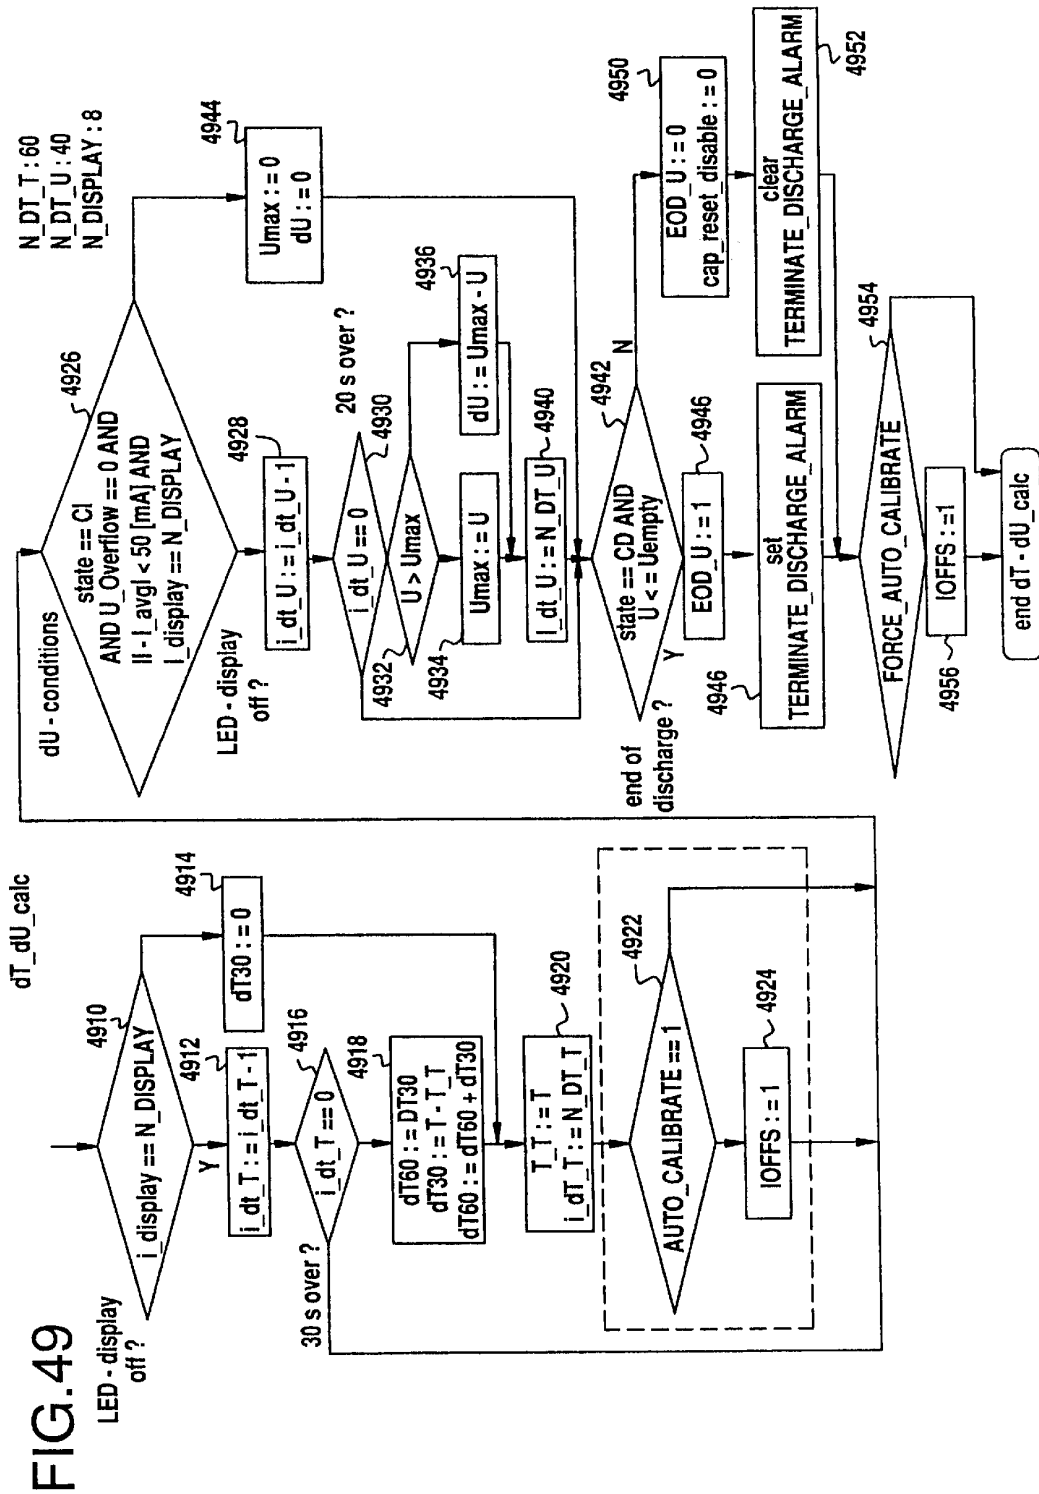 FIG.49
dT_dU_calc
LED - display
off ?
i_display == N_DISPLAY
4910
Y
i_dt_T : = i_dt_T - 1
4912
dT30 : = 0
4914
30 s over ?
i_dt_T == 0
4916
dT60 : = DT30
dT30 : = T - T_T
dT60 : = dT60 + dT30
4918
T_T : = T
i_dT_T : = N_DT_T
4920
AUTO_CALIBRATE == 1
4922
IOFFS : = 1
4924
N_DT_T : 60
N_DT_U : 40
N_DISPLAY : 8
dU - conditions
state == CI
AND U_Overflow == 0 AND
II - I_avgl < 50 [mA] AND
I_display == N_DISPLAY
4926
LED - display
off ?
i_dt_U : = i_dt_U - 1
4928
Umax : = 0
dU : = 0
4944
20 s over ?
i_dt_U == 0
4930
U > Umax
4932
Umax : = U
4934
dU : = Umax - U
4936
I_dt_U : = N_DT_U
4940
end of
discharge ?
state == CD AND
U < = Uempty
4942
Y
N
EOD_U : = 1
4946
EOD_U : = 0
cap_reset_disable : = 0
4950
set
TERMINATE_DISCHARGE_ALARM
4946
clear
TERMINATE_DISCHARGE_ALARM
4952
FORCE_AUTO_CALIBRATE
4954
IOFFS : =1
4956
end dT - dU_calc